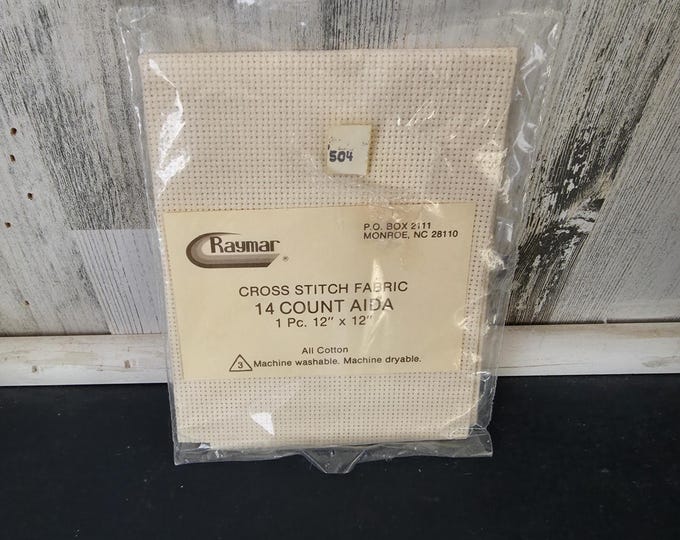 504
Raymar
®
P.O. BOX 2111
MONROE, NC 28110
CROSS STITCH FABRIC
14 COUNT AIDA
1 Pc. 12" x 12"
All Cotton
3 Machine washable. Machine dryable.